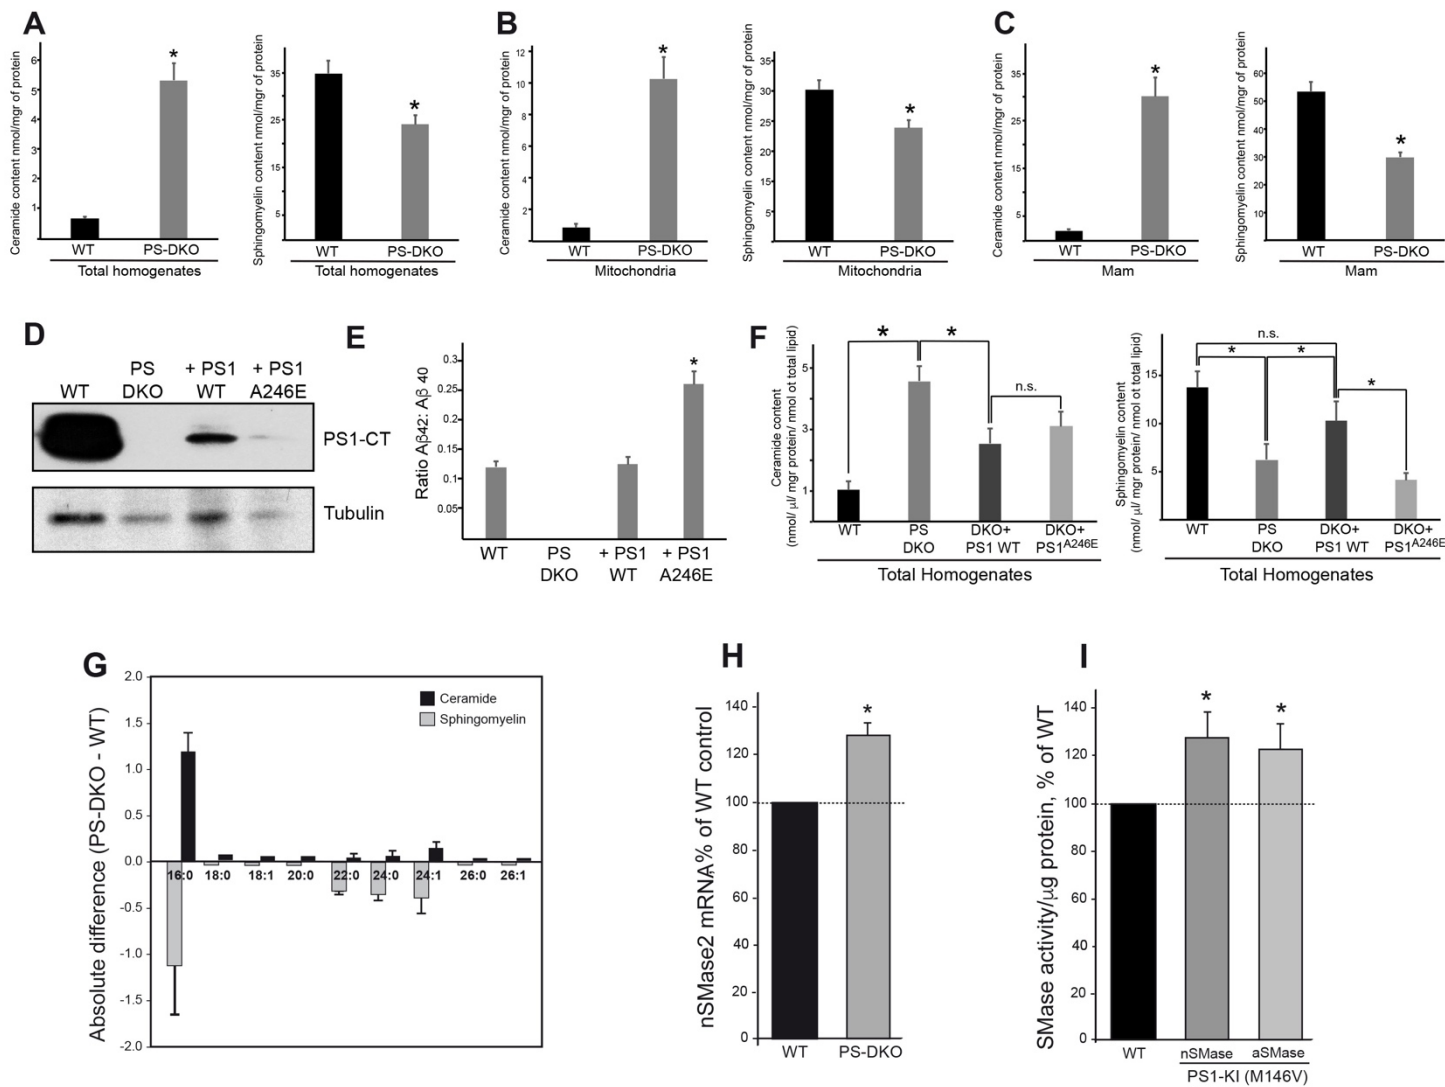 A
Ceramide content nmol/mgr of protein
6
5
4
3
2
1
*
WT
PS-DKO
Total homogenates
Sphingomyelin content nmol/mgr of protein
35
25
15
5
*
WT
PS-DKO
Total homogenates
B
Ceramide content nmol/mgr of protein
12
10
8
6
4
2
*
WT
PS-DKO
Mitochondria
Sphingomyelin content nmol/mgr of protein
35
30
25
20
15
5
*
WT
PS-DKO
Mitochondria
C
Ceramide content nmol/mgr of protein
35
25
15
5
*
WT
PS-DKO
Mam
Sphingomyelin content nmol/mgr of protein
60
50
40
30
20
10
*
WT
PS-DKO
Mam
D
WT
PS
DKO
+ PS1
WT
+ PS1
A246E
PS1-CT
Tubulin
E
Ratio Aβ42: Aβ 40
0.3
0.25
0.2
0.15
0.1
0.05
*
WT
PS
DKO
+ PS1
WT
+ PS1
A246E
F
Ceramide content
(nmol/ µl/ mgr protein/ nmol ot total lipid)
5
3
1
*
*
n.s.
WT
PS
DKO
DKO+
PS1 WT
DKO+
PS1A246E
Total Homogenates
Sphingomyelin content
(nmol/ µl/ mgr protein/ nmol ot total lipid)
15
10
5
n.s.
*
*
*
WT
PS
DKO
DKO+
PS1 WT
DKO+
PS1A246E
Total Homogenates
G
Absolute difference (PS-DKO - WT)
2.0
1.5
1.0
0.5
0.0
-0.5
-1.0
-1.5
-2.0
Ceramide
Sphingomyelin
16:0 18:0 18:1 20:0 22:0 24:0 24:1 26:0 26:1
H
nSMase2 mRNA,% of WT control
140
120
100
80
60
40
20
0
*
WT
PS-DKO
I
SMase activity/µg protein, % of WT
140
120
100
80
60
40
20
0
*
*
WT
nSMase
aSMase
PS1-KI (M146V)